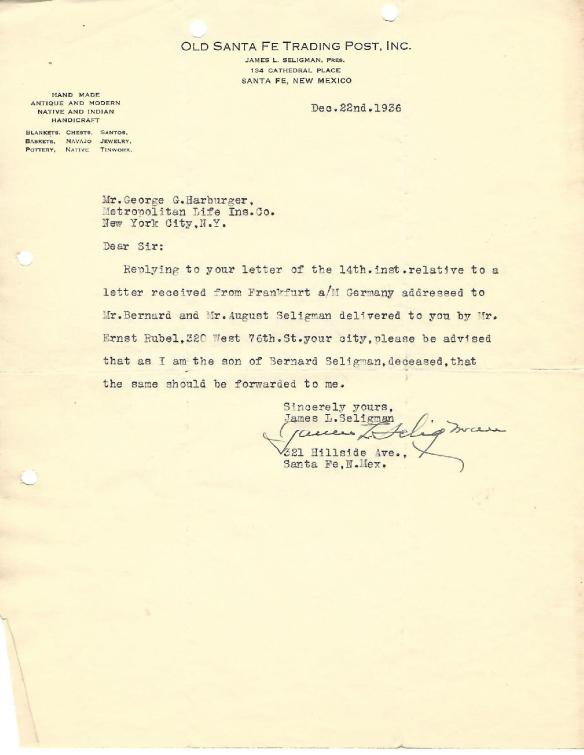 OLD SANTA FE TRADING POST, INC.
JAMES L. SELIGMAN, PRES.
134 CATHEDRAL PLACE
SANTA FE, NEW MEXICO
HAND MADE
ANTIQUE AND MODERN
NATIVE AND INDIAN
HANDICRAFT
BLANKETS, CHESTS, SANTOS,
BASKETS, NAVAJO JEWELRY,
POTTERY, NATIVE TINWORK.
Dec.22nd.1936
Mr.George G.Harburger,
Metropolitan Life Ins.Co.
New York City,N.Y.
Dear Sir:
Replying to your letter of the 14th.inst.relative to a
letter received from Frankfurt a/M Germany addressed to
Mr.Bernard and Mr.August Seligman delivered to you by Mr.
Ernst Rubel,320 West 76th.St.your city,please be advised
that as I am the son of Bernard Seligman,deceased,that
the same should be forwarded to me.
Sincerely yours,
James L.Seligman
James L Seligman
321 Hillside Ave.,
Santa Fe,N.Mex.